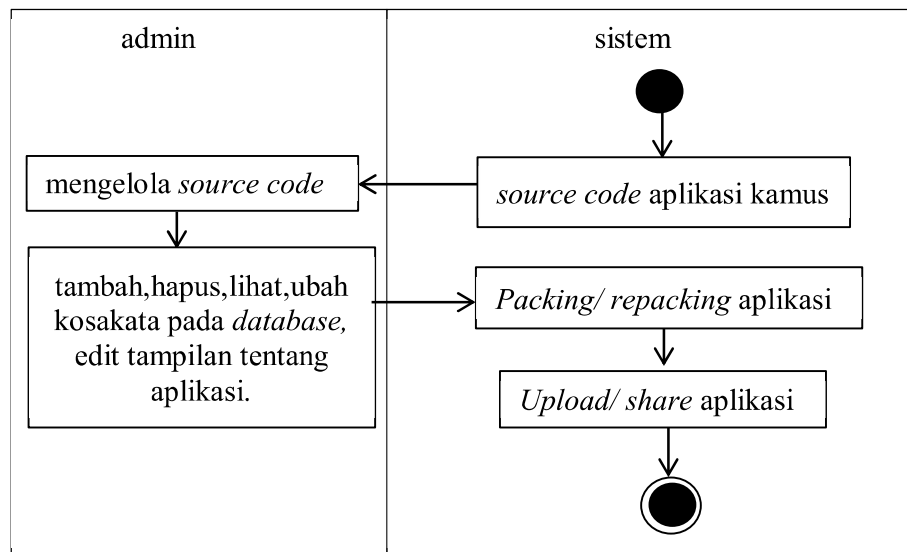 admin
sistem
source code aplikasi kamus
mengelola source code
tambah,hapus,lihat,ubah
kosakata pada database,
edit tampilan tentang
aplikasi.
Packing/ repacking aplikasi
Upload/ share aplikasi